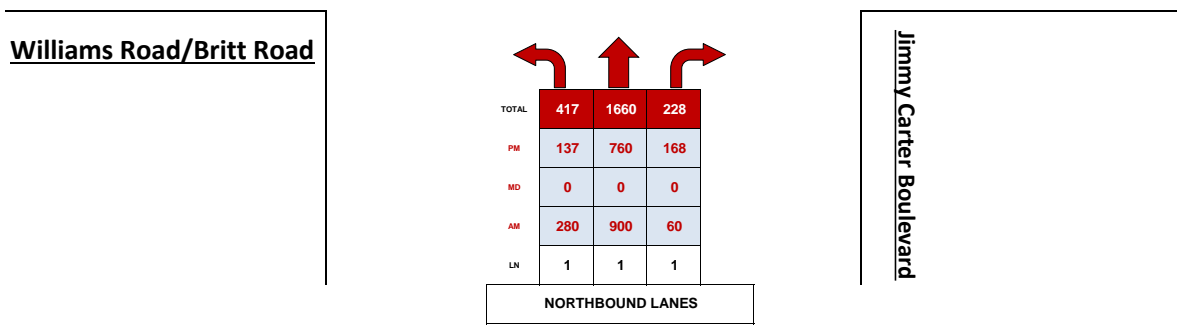 Williams Road/Britt Road
TOTAL 417 1660 228
PM 137 760 168
MD 0 0 0
AM 280 900 60
LN 1 1 1
NORTHBOUND LANES
Jimmy Carter Boulevard